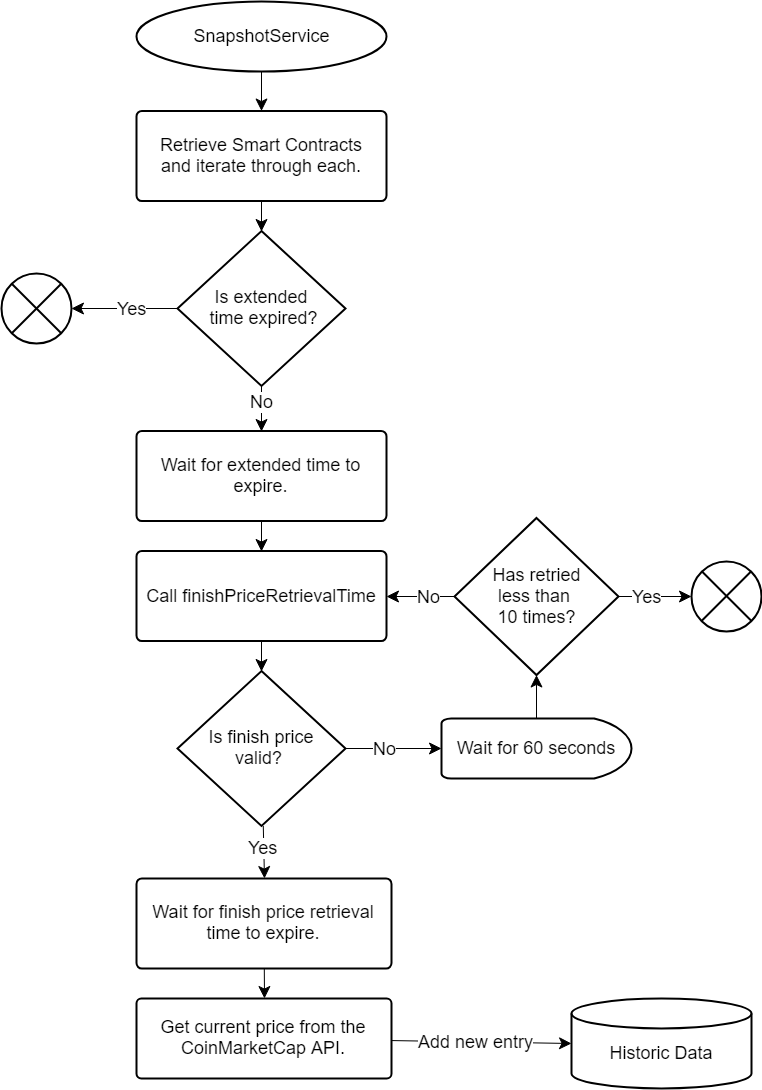 SnapshotService
Retrieve Smart Contracts
and iterate through each.
Is extended
time expired?
Yes
No
Wait for extended time to
expire.
Call finishPriceRetrievalTime
No
Has retried
less than
10 times?
Yes
Is finish price
valid?
No
Wait for 60 seconds
Yes
Wait for finish price retrieval
time to expire.
Get current price from the
CoinMarketCap API.
Add new entry
Historic Data